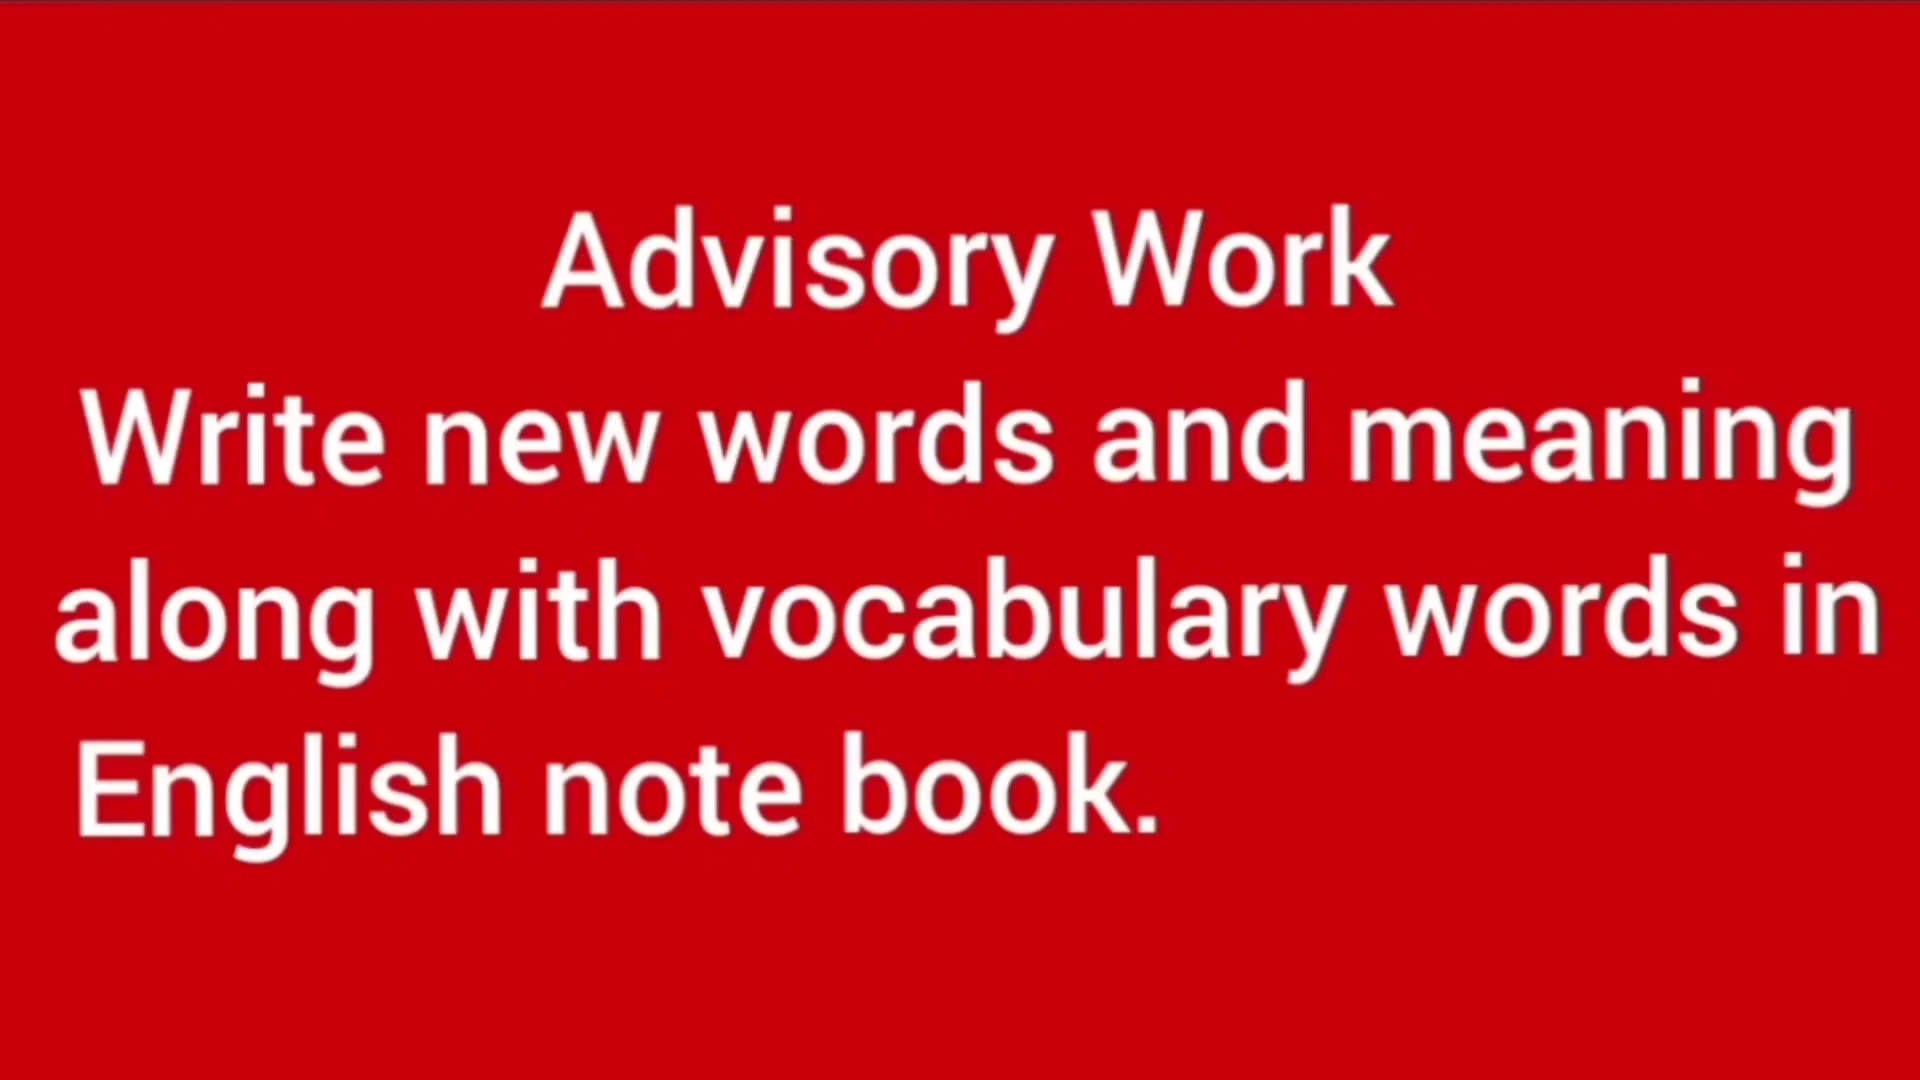 Advisory Work
Write new words and meaning
along with vocabulary words in
English note book.